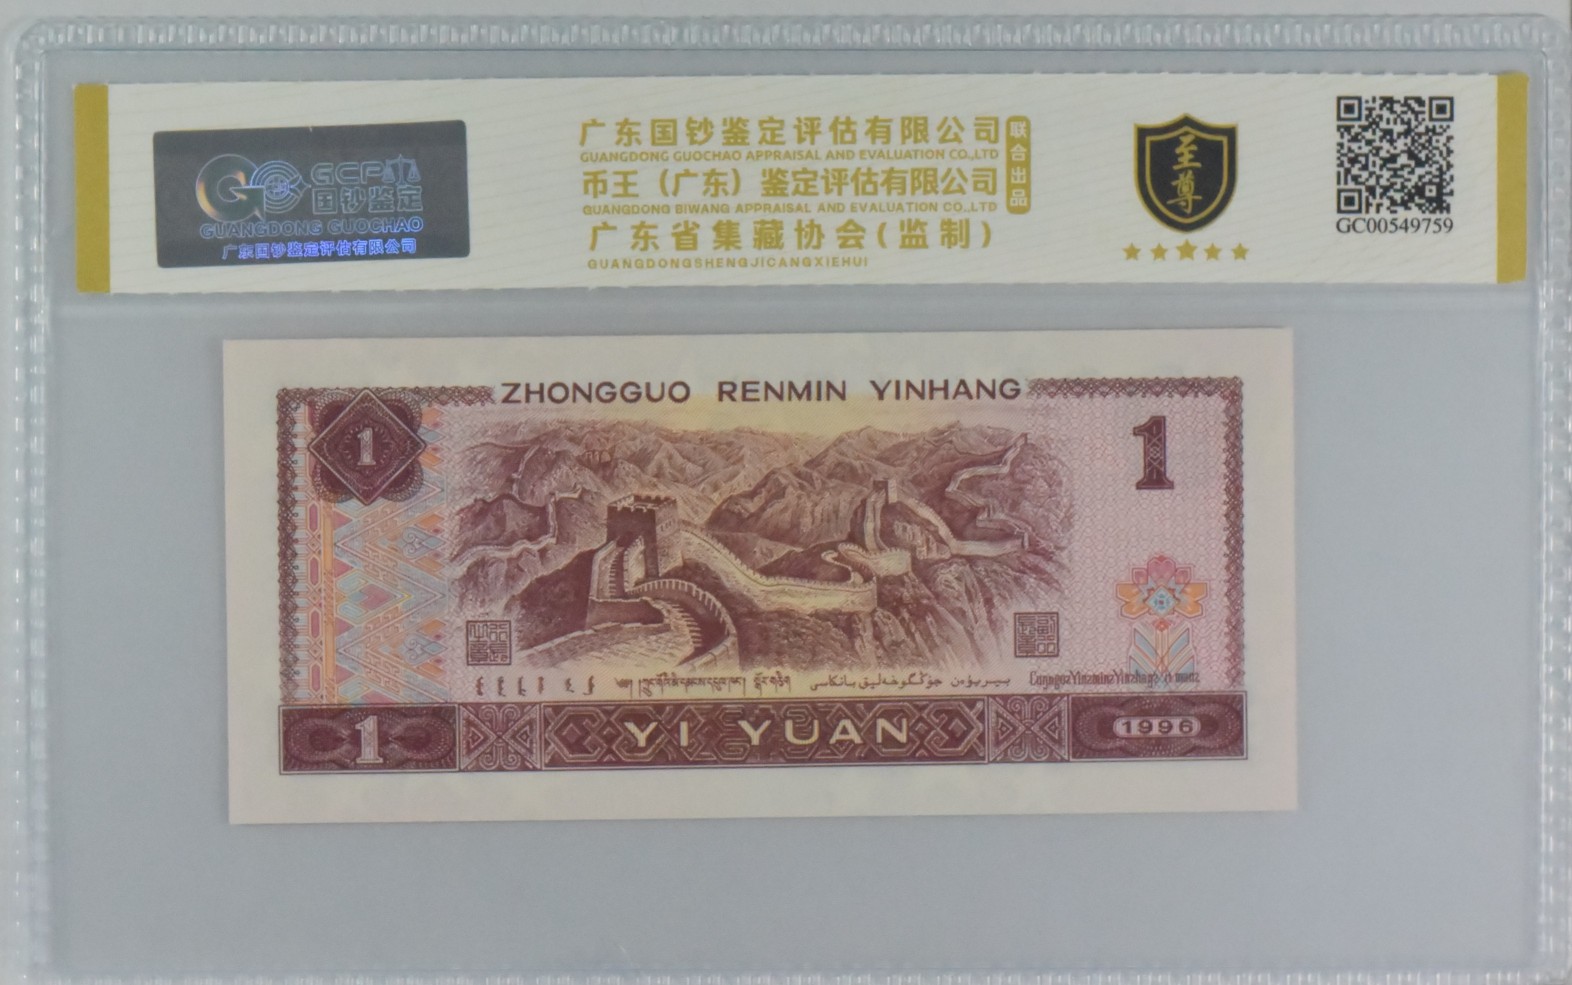 GCF
国钞鉴定
GUANGDONG GUOCHAO
广东国钞鉴定评估有限公司
广东国钞鉴定评估有限公司
GUANGDONG GUOCHAO APPRAISAL AND EVALUATION CO.,LTD
币王（广东）鉴定评估有限公司
GUANGDONG BIWANG APPRAISAL AND EVALUATION CO.,LTD
联合出品
广东省集藏协会(监制)
GUANGDONGSHENGJICANGXIEHUI
至尊
GC00549759
ZHONGGUO RENMIN YINHANG
1
1
1
YI YUAN
1996